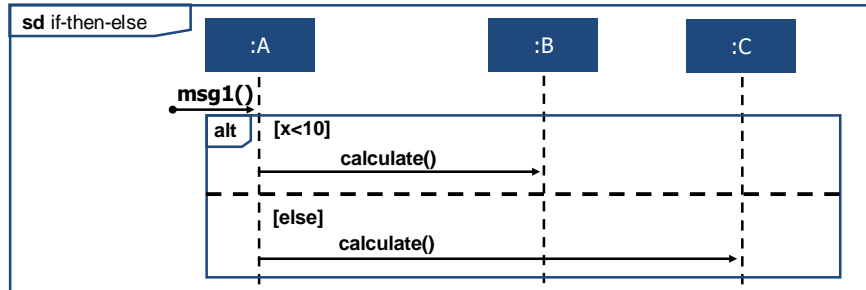 sd if-then-else
:A
:B
:C
msg1()
alt
[x<10]
calculate()
[else]
calculate()